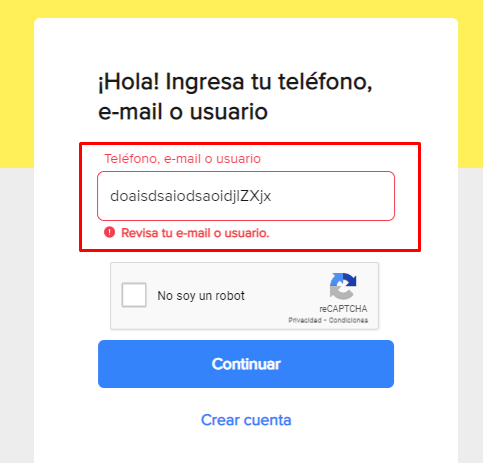 ¡Hola! Ingresa tu teléfono,
e-mail o usuario
Teléfono, e-mail o usuario
doaisdsaiodsaoidjlZXjx
Revisa tu e-mail o usuario.
No soy un robot
reCAPTCHA
Privacidad - Condiciones
Continuar
Crear cuenta